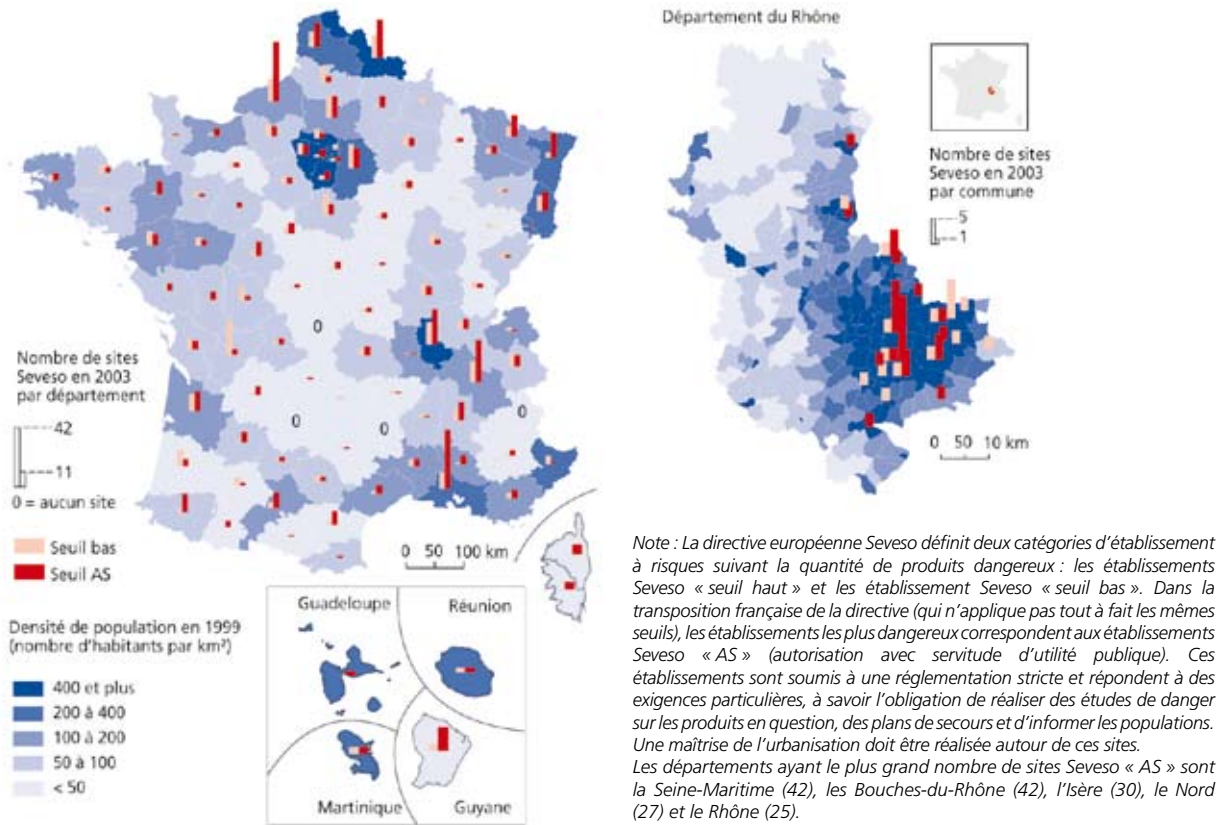 0
0
0
0
Nombre de sites
Seveso en 2003
par département
42
11
0 = aucun site
Seuil bas
Seuil AS
0 50 100 km
Densité de population en 1999
(nombre d'habitants par km²)
400 et plus
200 à 400
100 à 200
50 à 100
< 50
Guadeloupe
Réunion
Martinique
Guyane
Département du Rhône
Nombre de sites
Seveso en 2003
par commune
5
1
0 50 10 km
Note : La directive européenne Seveso définit deux catégories d'établissement
à risques suivant la quantité de produits dangereux : les établissements
Seveso « seuil haut » et les établissement Seveso « seuil bas ». Dans la
transposition française de la directive (qui n'applique pas tout à fait les mêmes
seuils), les établissements les plus dangereux correspondent aux établissements
Seveso « AS » (autorisation avec servitude d'utilité publique). Ces
établissements sont soumis à une réglementation stricte et répondent à des
exigences particulières, à savoir l'obligation de réaliser des études de danger
sur les produits en question, des plans de secours et d'informer les populations.
Une maîtrise de l'urbanisation doit être réalisée autour de ces sites.
Les départements ayant le plus grand nombre de sites Seveso « AS » sont
la Seine-Maritime (42), les Bouches-du-Rhône (42), l'Isère (30), le Nord
(27) et le Rhône (25).